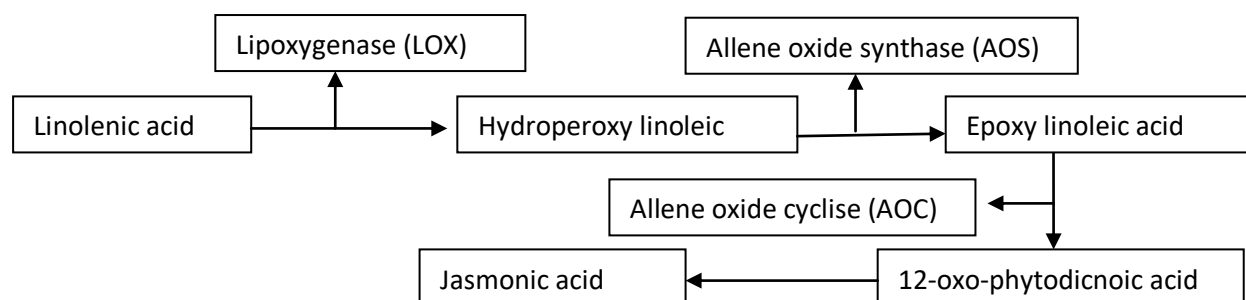 Lipoxygenase (LOX)
Allene oxide synthase (AOS)
Linolenic acid
Hydroperoxy linoleic
Epoxy linoleic acid
Allene oxide cyclise (AOC)
Jasmonic acid
12-oxo-phytodicnoic acid